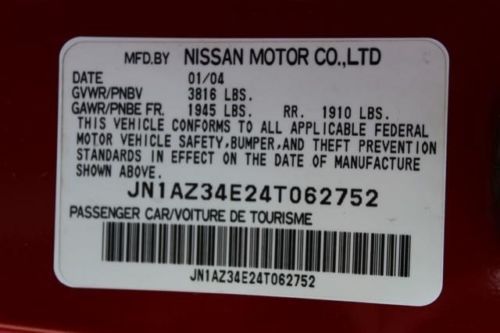 MFD.BY NISSAN MOTOR CO.,LTD
DATE 01/04
GVWR/PNBV 3816 LBS.
GAWR/PNBE FR. 1945 LBS. RR. 1910 LBS.
THIS VEHICLE CONFORMS TO ALL APPLICABLE FEDERAL
MOTOR VEHICLE SAFETY, BUMPER, AND THEFT PREVENTION
STANDARDS IN EFFECT ON THE DATE OF MANUFACTURE
SHOWN ABOVE.
JN1AZ34E24T062752
PASSENGER CAR/VOITURE DE TOURISME
JN1AZ34E24T062752